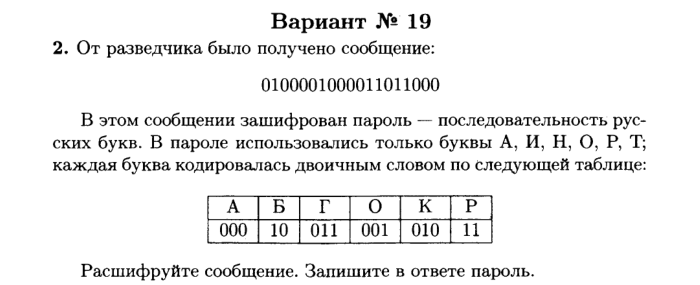 Вариант № 19
2. От разведчика было получено сообщение:
0100001000011011000
В этом сообщении зашифрован пароль — последовательность рус-
ских букв. В пароле использовались только буквы А, И, Н, О, Р, Т;
каждая буква кодировалась двоичным словом по следующей таблице:
А Б Г О К Р
000 10 011 001 010 11
Расшифруйте сообщение. Запишите в ответе пароль.